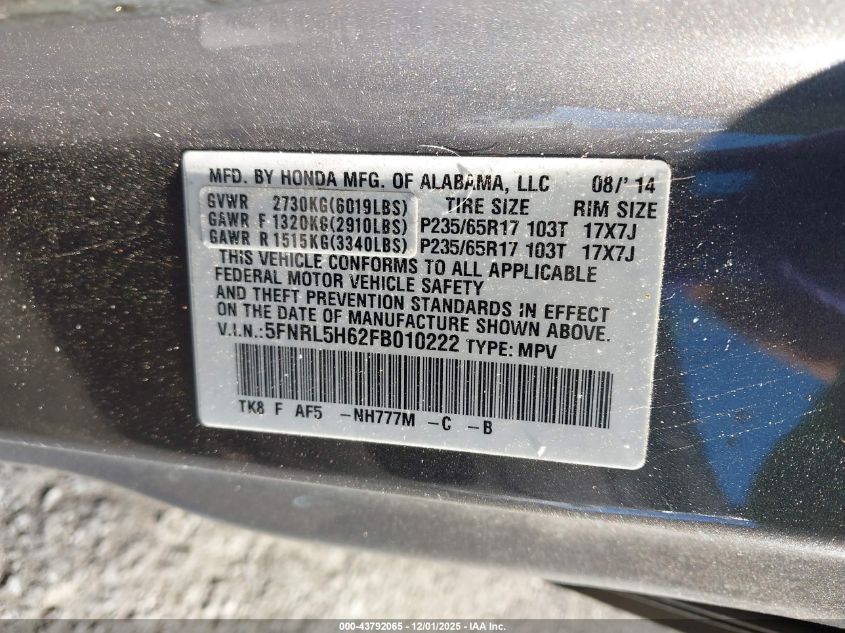 MFD. BY HONDA MFG. OF ALABAMA, LLC 08/'14
GVWR 2730KG(6019LBS) TIRE SIZE RIM SIZE
GAWR F 1320KG(2910LBS) P235/65R17 103T 17X7J
GAWR R 1515KG(3340LBS) P235/65R17 103T 17X7J
THIS VEHICLE CONFORMS TO ALL APPLICABLE
FEDERAL MOTOR VEHICLE SAFETY
AND THEFT PREVENTION STANDARDS IN EFFECT
ON THE DATE OF MANUFACTURE SHOWN ABOVE.
V.I.N.:5FNRL5H62FB010222 TYPE: MPV
TK8 F AF5 -NH777M -C -B
000-43792065 - 12/01/2025 - IAA Inc.